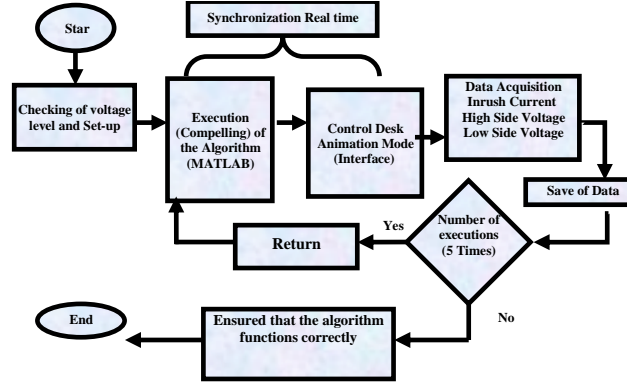 Star
Synchronization Real time
Checking of voltage
level and Set-up
Execution
(Compelling) of
the Algorithm
(MATLAB)
Control Desk
Animation Mode
(Interface)
Data Acquisition
Inrush Current
High Side Voltage
Low Side Voltage
Save of Data
Number of
executions
(5 Times)
Yes
Return
No
Ensured that the algorithm
functions correctly
End